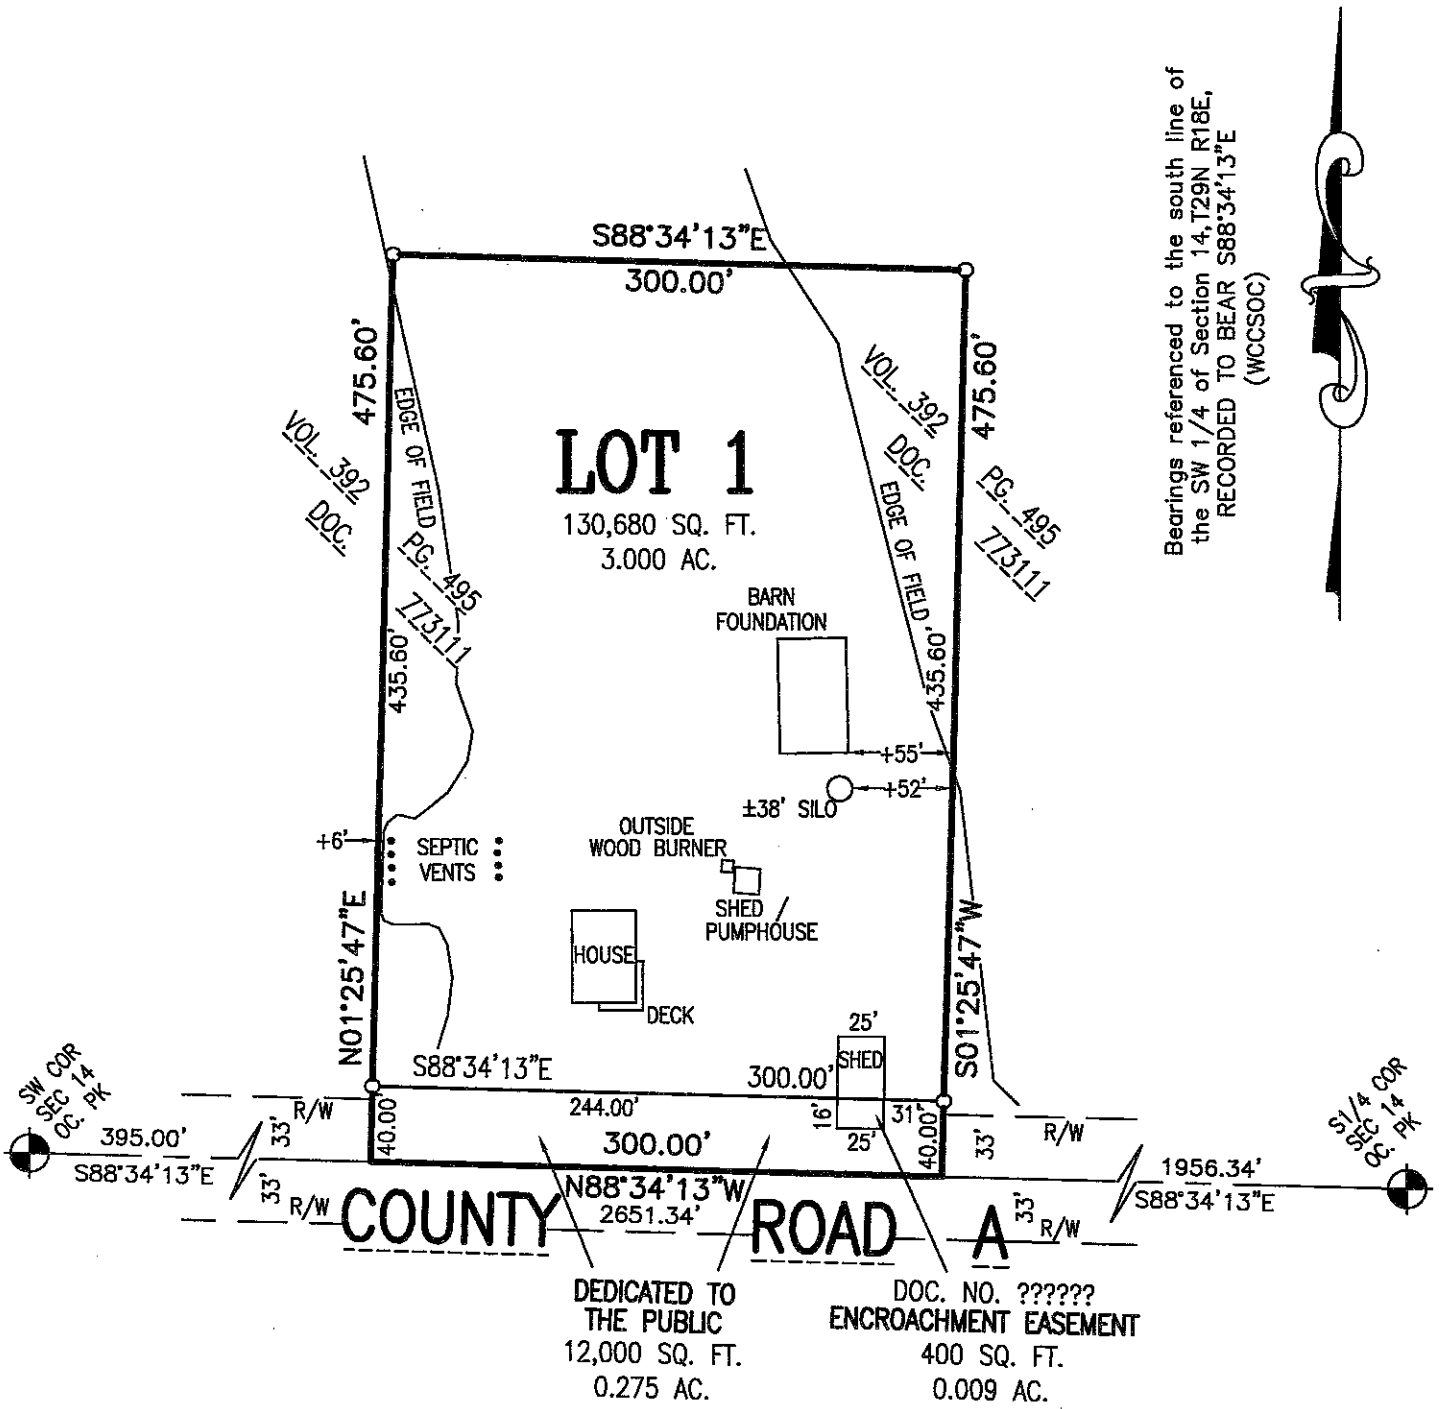 Bearings referenced to the south line of
the SW 1/4 of Section 14,T29N R18E,
RECORDED TO BEAR S88°34'13"E
(WCCSOC)
S88°34'13"E
300.00'
475.60'
475.60'
VOL. 392
DOC.
EDGE OF FIELD
PG. 495
773111
LOT 1
130,680 SQ. FT.
3.000 AC.
VOL. 392
DOC.
EDGE OF FIELD
PG. 495
773111
BARN
FOUNDATION
435.60'
435.60'
+55'
+52'
±38' SILO
OUTSIDE
WOOD BURNER
+6'
SEPTIC
VENTS
SHED
PUMPHOUSE
HOUSE
DECK
N01°25'47"E
S01°25'47"W
25'
SHED
S88°34'13"E
300.00'
244.00'
16'
31'
25'
40.00'
40.00'
300.00'
SW COR
SEC 14
OC. PK
395.00'
S88°34'13"E
33'
R/W
33'
R/W
33'
R/W
33'
R/W
S1/4 COR
SEC 14
OC. PK
1956.34'
S88°34'13"E
N88°34'13"W
2651.34'
COUNTY ROAD A
DEDICATED TO
THE PUBLIC
12,000 SQ. FT.
0.275 AC.
DOC. NO. ??????
ENCROACHMENT EASEMENT
400 SQ. FT.
0.009 AC.